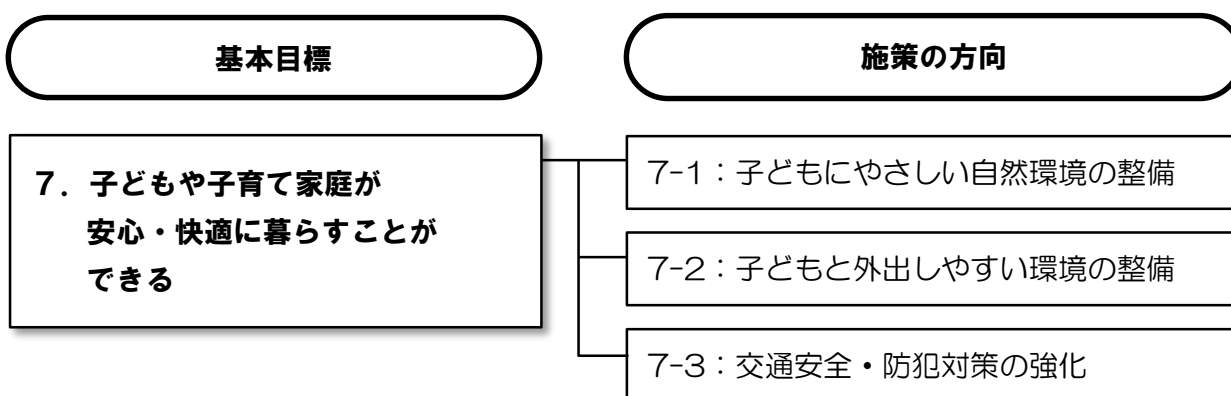 基本目標
施策の方向
７．子どもや子育て家庭が
安心・快適に暮らすことが
できる
7-1：子どもにやさしい自然環境の整備
7-2：子どもと外出しやすい環境の整備
7-3：交通安全・防犯対策の強化